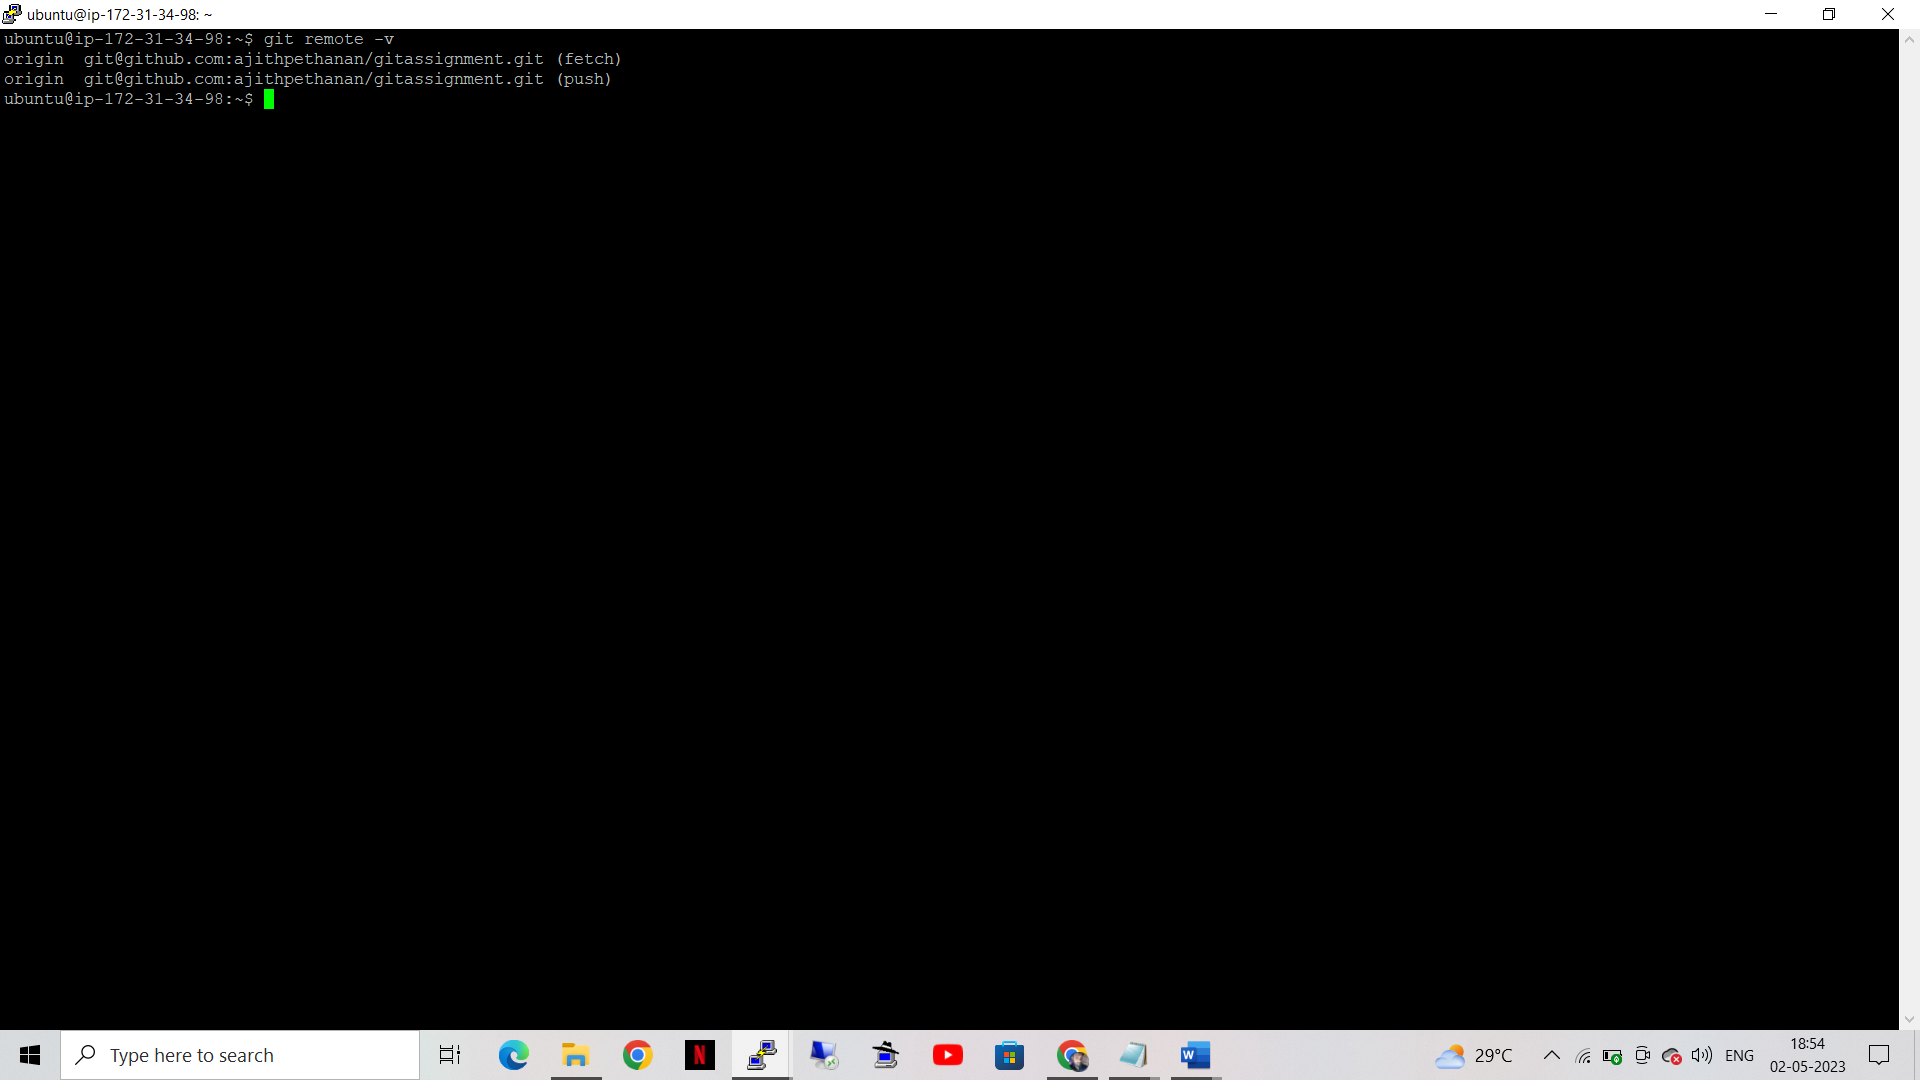 ubuntu@ip-172-31-34-98: ~
ubuntu@ip-172-31-34-98:~$ git remote -v
origin  git@github.com:ajithpethanan/gitassignment.git (fetch)
origin  git@github.com:ajithpethanan/gitassignment.git (push)
ubuntu@ip-172-31-34-98:~$
Type here to search
N
W
29°C
ENG
18:54
02-05-2023